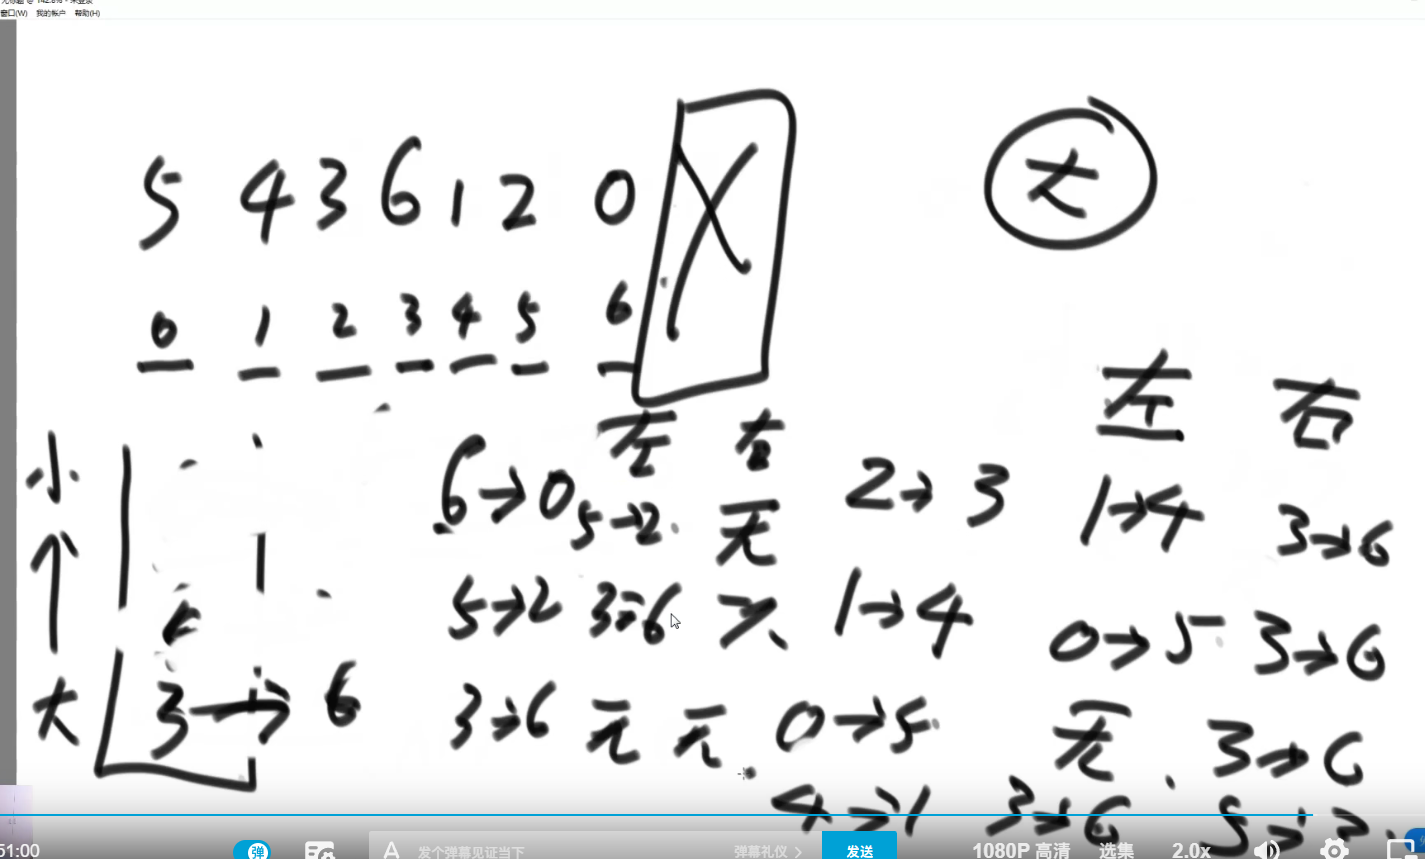 窗口(W) 我的帐户 帮助(H)
5 4 3 6 1 2 0
大
0 1 2 3 4 5 6
左 右
左 右
小 6→0 5→2 无 2→3 1→4 3→6
5→2 3→6 无 1→4 0→5 3→6
大 3→6 3→6 无 无 0→5 无 3→6
4→1 3→6 5→2
51:00 弹 A 发个弹幕见证当下 弹幕礼仪 > 发送 1080P 高清 选集 2.0x